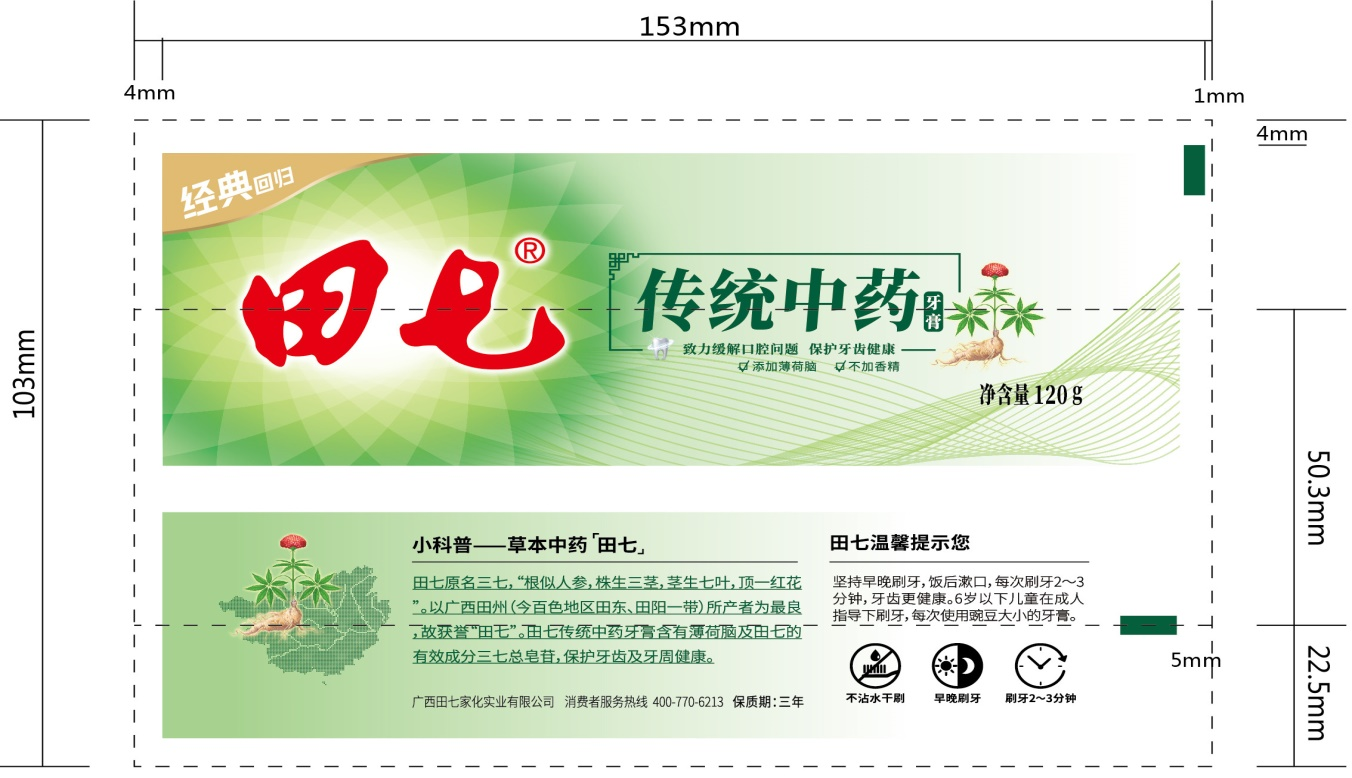 153mm
4mm
1mm
4mm
103mm
经典回归
田七®
传统中药
牙膏
致力缓解口腔问题 保护牙齿健康
添加薄荷脑 不加香精
净含量120g
50.3mm
小科普——草本中药「田七」
田七原名三七,“根似人参,株生三茎,茎生七叶,顶一红花
”。以广西田州(今百色地区田东、田阳一带)所产者为最良
,故获誉“田七”。田七传统中药牙膏含有薄荷脑及田七的
有效成分三七总皂苷,保护牙齿及牙周健康。
广西田七家化实业有限公司 消费者服务热线 400-770-6213 保质期:三年
田七温馨提示您
坚持早晚刷牙,饭后漱口,每次刷牙2～3
分钟,牙齿更健康。6岁以下儿童在成人
指导下刷牙,每次使用豌豆大小的牙膏。
不沾水干刷 早晚刷牙 刷牙2～3分钟
5mm
22.5mm